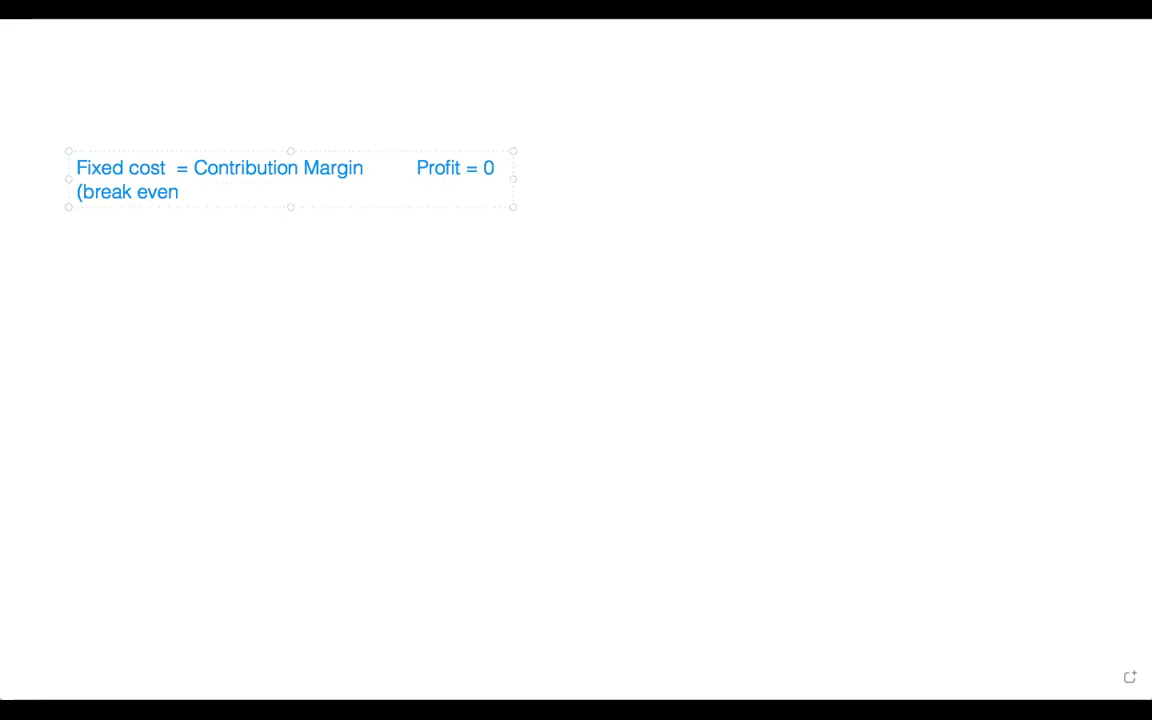 Fixed cost  = Contribution Margin          Profit = 0
(break even